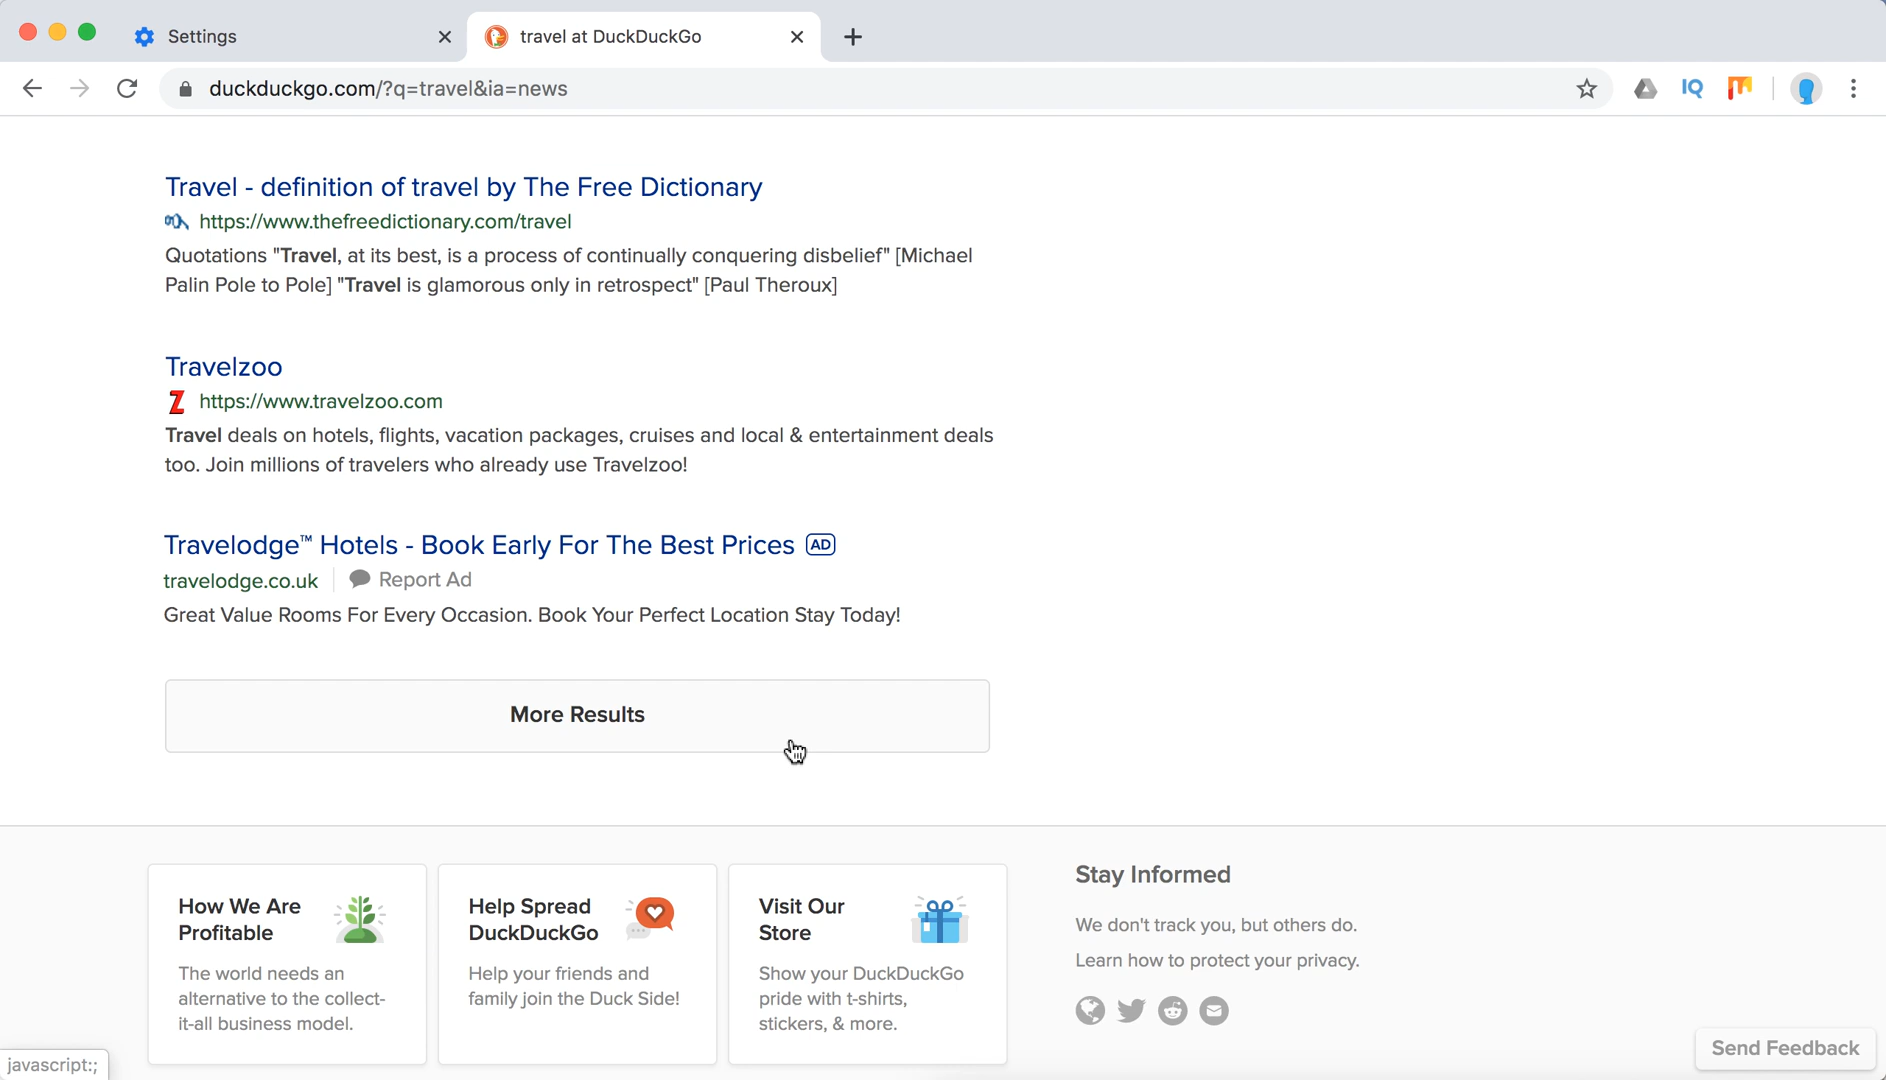 Settings
travel at DuckDuckGo
duckduckgo.com/?q=travel&ia=news
IQ
Travel - definition of travel by The Free Dictionary
https://www.thefreedictionary.com/travel
Quotations "Travel, at its best, is a process of continually conquering disbelief" [Michael
Palin Pole to Pole] "Travel is glamorous only in retrospect" [Paul Theroux]
Travelzoo
Z https://www.travelzoo.com
Travel deals on hotels, flights, vacation packages, cruises and local & entertainment deals
too. Join millions of travelers who already use Travelzoo!
Travelodge™ Hotels - Book Early For The Best Prices AD
travelodge.co.uk Report Ad
Great Value Rooms For Every Occasion. Book Your Perfect Location Stay Today!
More Results
How We Are
Profitable
The world needs an
alternative to the collect-
it-all business model.
Help Spread
DuckDuckGo
Help your friends and
family join the Duck Side!
Visit Our
Store
Show your DuckDuckGo
pride with t-shirts,
stickers, & more.
Stay Informed
We don't track you, but others do.
Learn how to protect your privacy.
Send Feedback
javascript:;